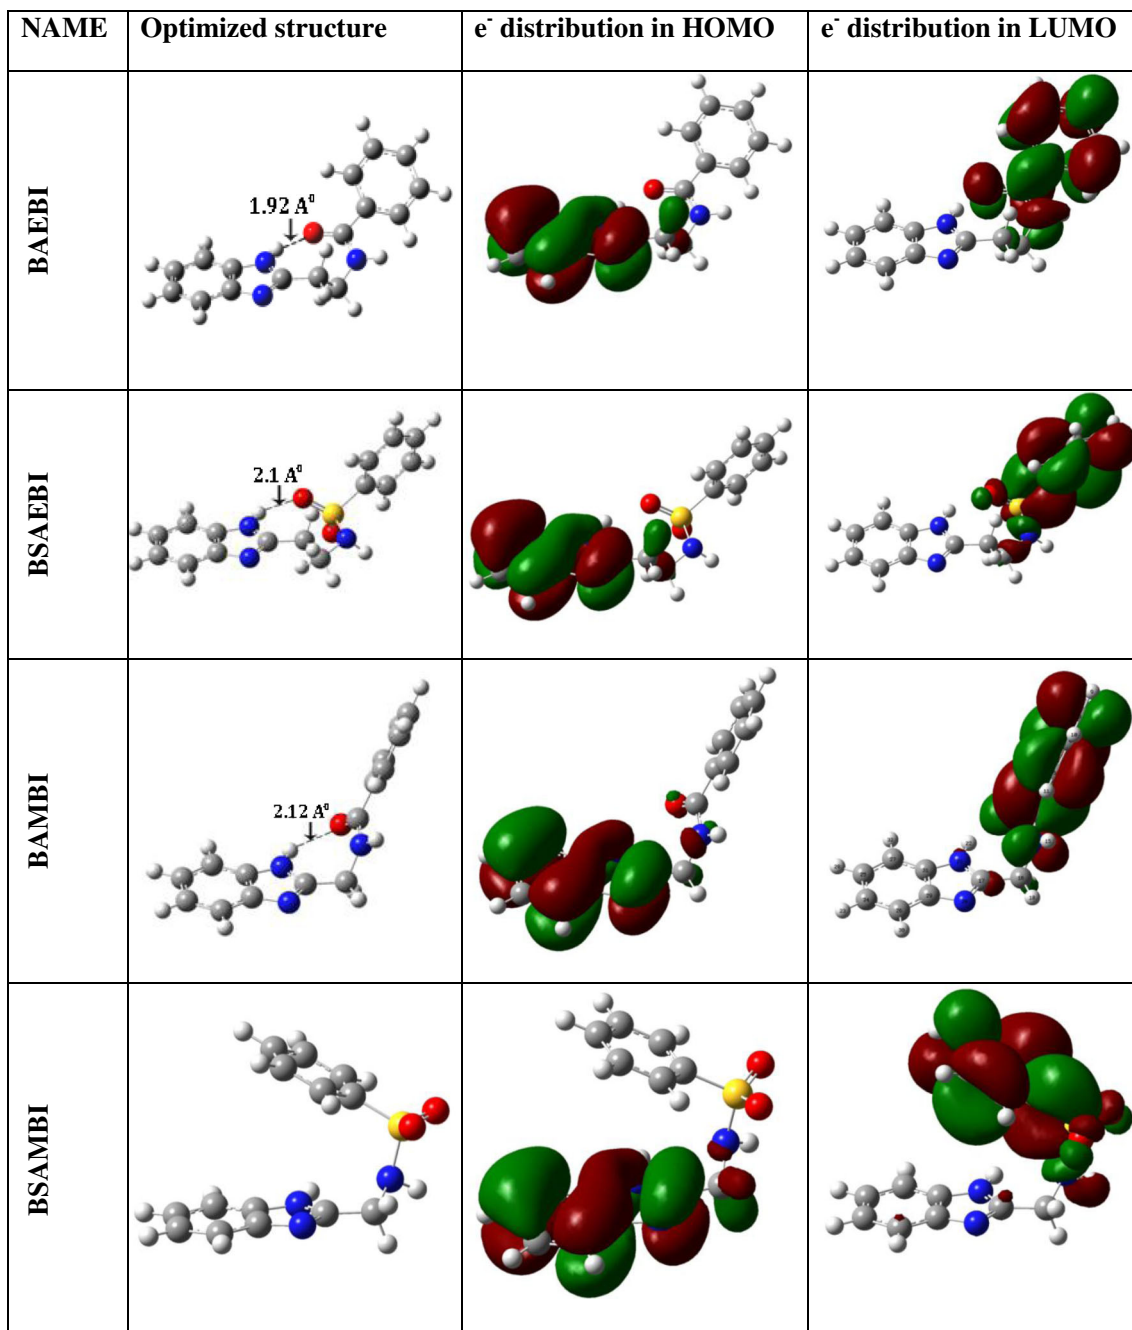 NAME Optimized structure e⁻ distribution in HOMO e⁻ distribution in LUMO
BAEBI
1.92 A⁰
BSAEBI
2.1 A⁰
BAMBI
2.12 A⁰
BSAMBI